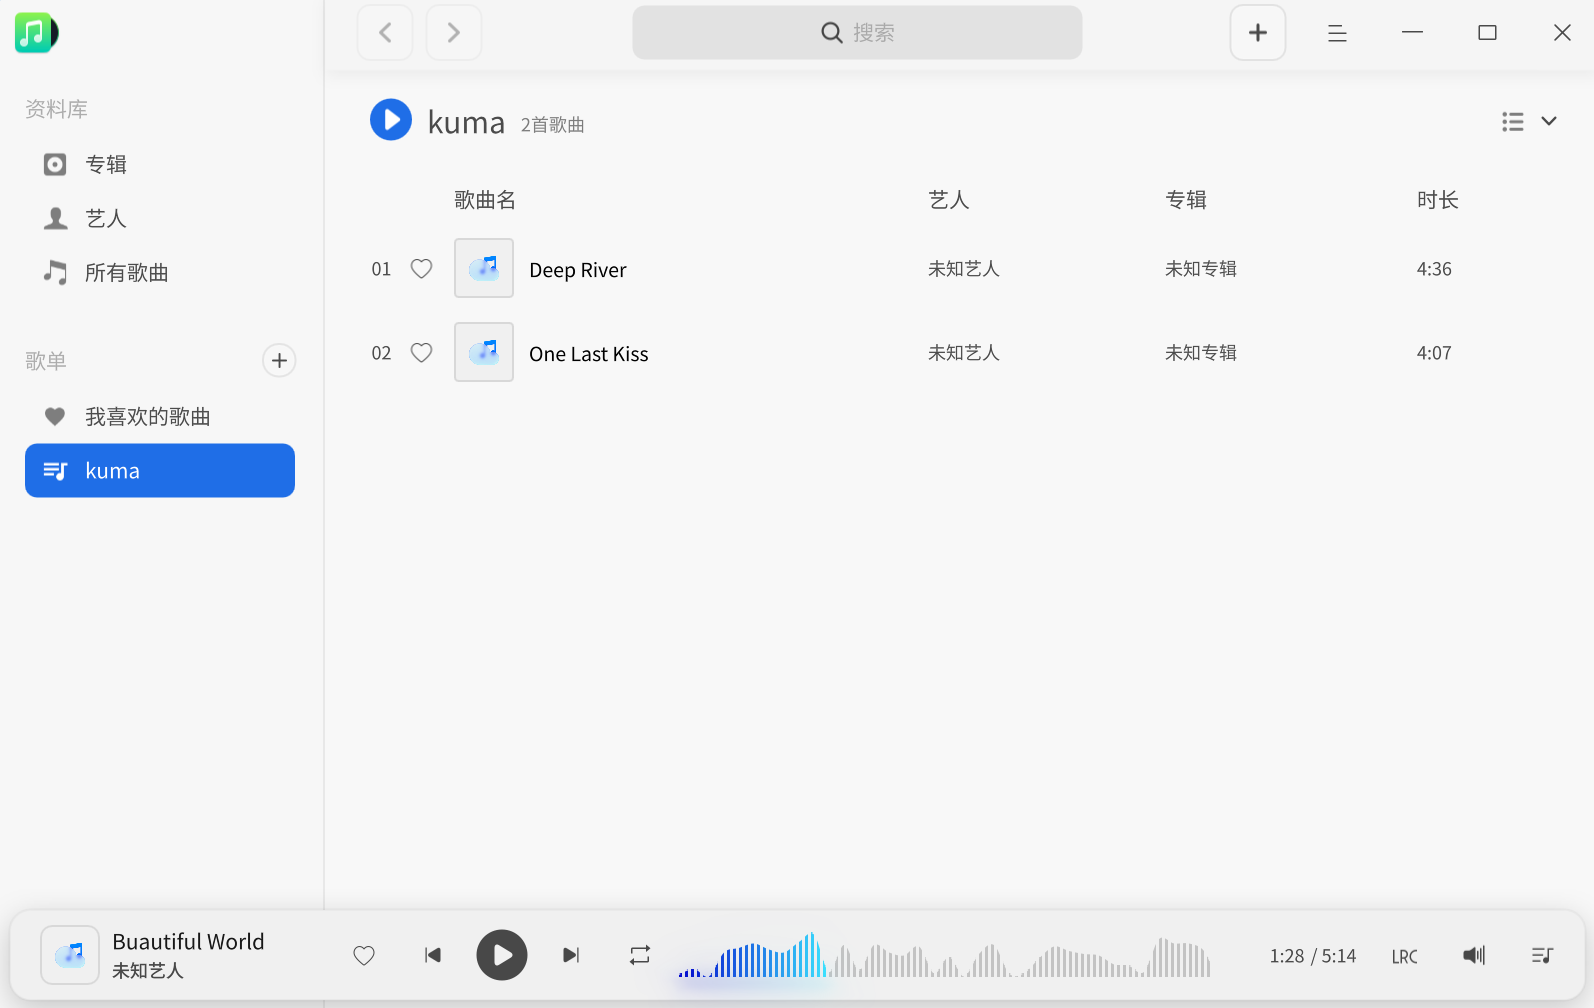 搜索
资料库
专辑
艺人
所有歌曲
歌单
我喜欢的歌曲
kuma
kuma 2首歌曲
歌曲名 艺人 专辑 时长
01 Deep River 未知艺人 未知专辑 4:36
02 One Last Kiss 未知艺人 未知专辑 4:07
Buautiful World
未知艺人
1:28 / 5:14 LRC